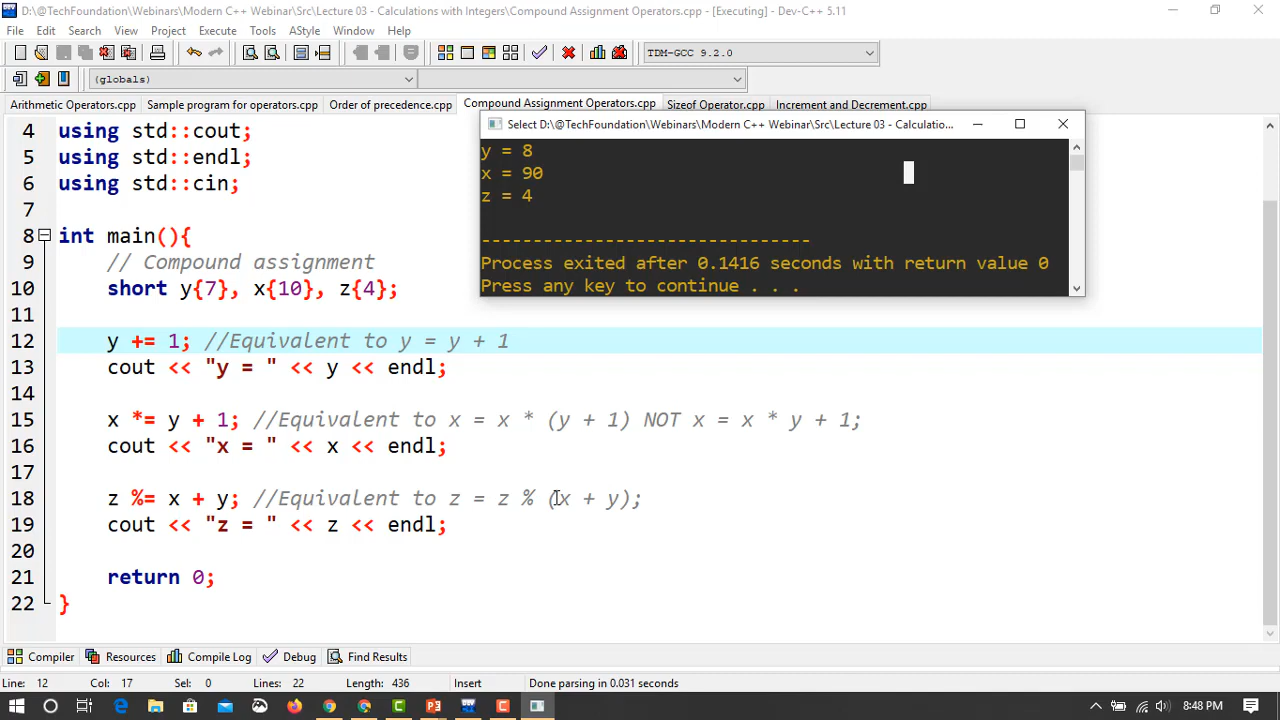 D:\@TechFoundation\Webinars\Modern C++ Webinar\Src\Lecture 03 - Calculations with Integers\Compound Assignment Operators.cpp - [Executing] - Dev-C++ 5.11
File Edit Search View Project Execute Tools AStyle Window Help
TDM-GCC 9.2.0
(globals)
Arithmetic Operators.cpp Sample program for operators.cpp Order of precedence.cpp Compound Assignment Operators.cpp Sizeof Operator.cpp Increment and Decrement.cpp
Select D:\@TechFoundation\Webinars\Modern C++ Webinar\Src\Lecture 03 - Calculatio...
y = 8
x = 90
z = 4
--------------------------------
Process exited after 0.1416 seconds with return value 0
Press any key to continue . . .
4 using std::cout;
5 using std::endl;
6 using std::cin;
7
8 int main(){
9 // Compound assignment
10 short y{7}, x{10}, z{4};
11
12 y += 1; //Equivalent to y = y + 1
13 cout << "y = " << y << endl;
14
15 x *= y + 1; //Equivalent to x = x * (y + 1) NOT x = x * y + 1;
16 cout << "x = " << x << endl;
17
18 z %= x + y; //Equivalent to z = z % (x + y);
19 cout << "z = " << z << endl;
20
21 return 0;
22 }
Compiler Resources Compile Log Debug Find Results
Line: 12 Col: 17 Sel: 0 Lines: 22 Length: 436 Insert Done parsing in 0.031 seconds
8:48 PM